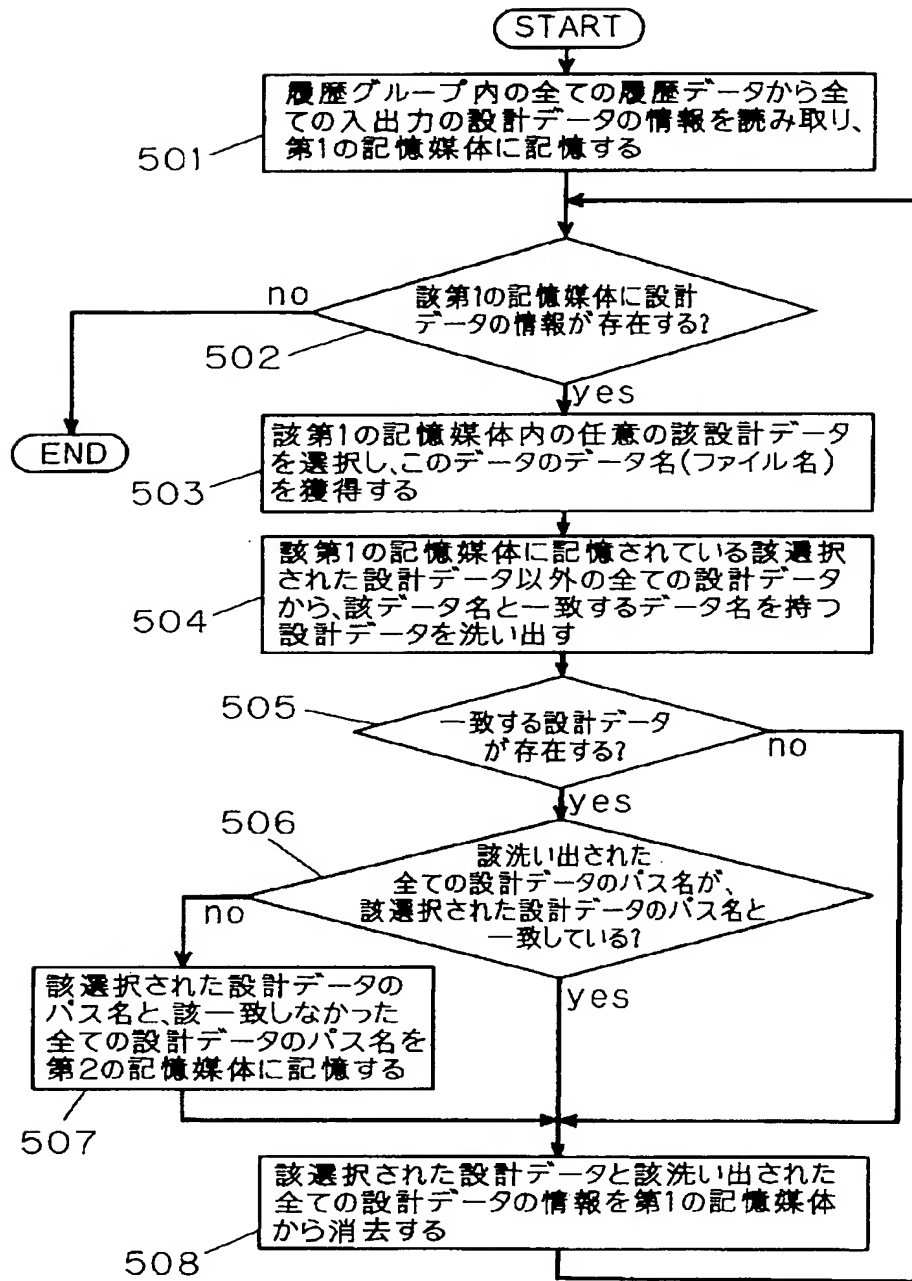 START
履歴グループ内の全ての履歴データから全
ての入出力の設計データの情報を読み取り、
第1の記憶媒体に記憶する
501
該第1の記憶媒体に設計
データの情報が存在する?
no
502
yes
END
該第1の記憶媒体内の任意の該設計データ
を選択し、このデータのデータ名(ファイル名)
を獲得する
503
該第1の記憶媒体に記憶されている該選択
された設計データ以外の全ての設計データ
から、該データ名と一致するデータ名を持つ
設計データを洗い出す
504
505
一致する設計データ
が存在する?
no
yes
506
該洗い出された
全ての設計データのパス名が、
該選択された設計データのパス名と
一致している?
no
yes
該選択された設計データの
パス名と、該一致しなかった
全ての設計データのパス名を
第2の記憶媒体に記憶する
507
該選択された設計データと該洗い出された
全ての設計データの情報を第1の記憶媒体
から消去する
508